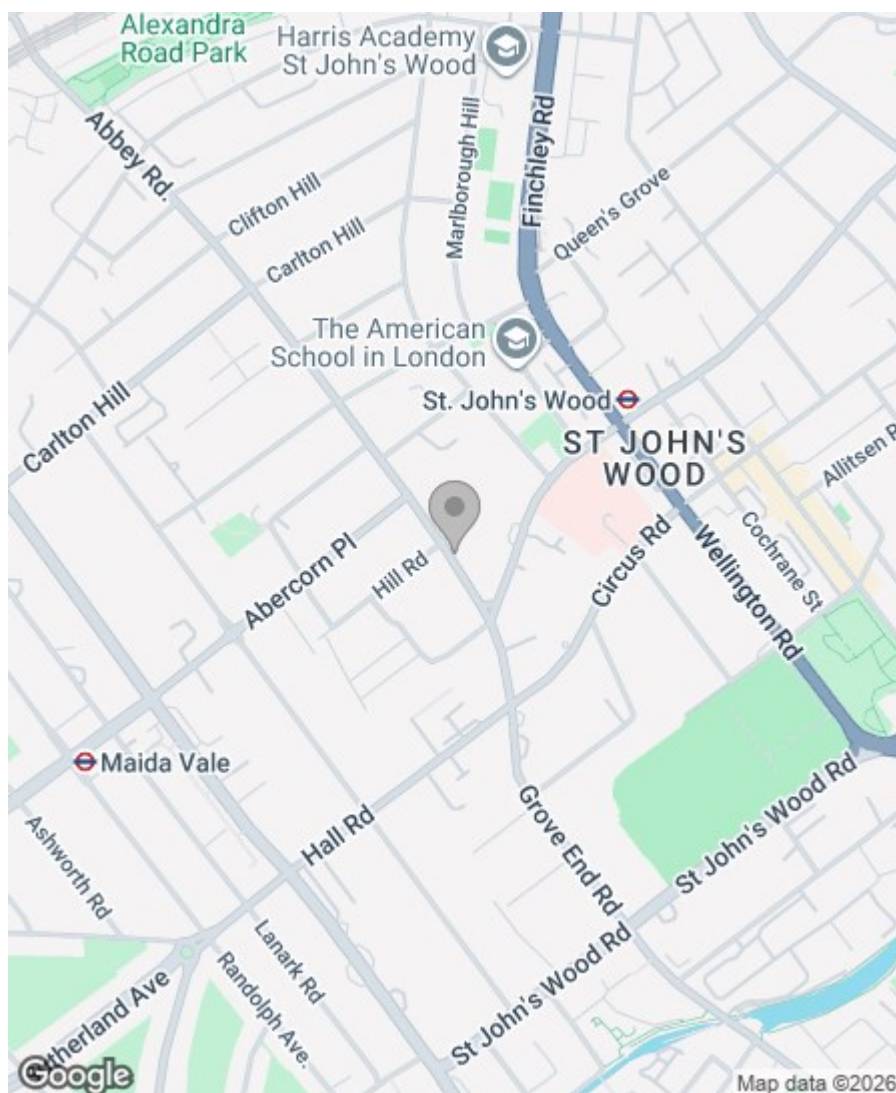 Alexandra
Road Park
Harris Academy
St John's Wood
Abbey Rd.
Marlborough Hill
Finchley Rd
Clifton Hill
Queen's Grove
Carlton Hill
The American
School in London
Carlton Hill
St. John's Wood
ST JOHN'S
WOOD
Allitsen R
Abercorn Pl
Hill Rd
Circus Rd
Cochrane St
Wellington Rd
Maida Vale
Hall Rd
Grove End Rd
St John's Wood Rd
Ashworth Rd
Lanark Rd
Randolph Ave.
St John's Wood Rd
therland Ave
Google
Map data ©2026